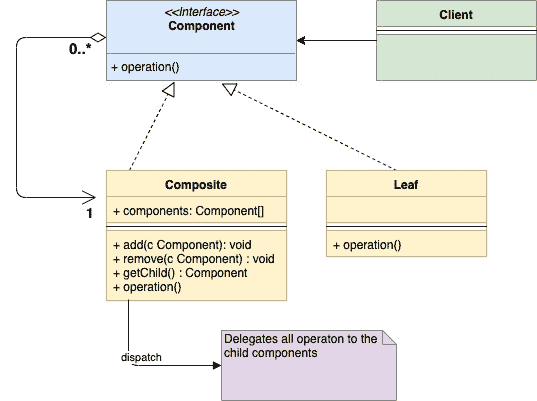 <<Interface>>
Component
+ operation()
Client
0..*
1
Composite
+ components: Component[]
+ add(c Component): void
+ remove(c Component) : void
+ getChild() : Component
+ operation()
Leaf
+ operation()
dispatch
Delegates all operaton to the
child components